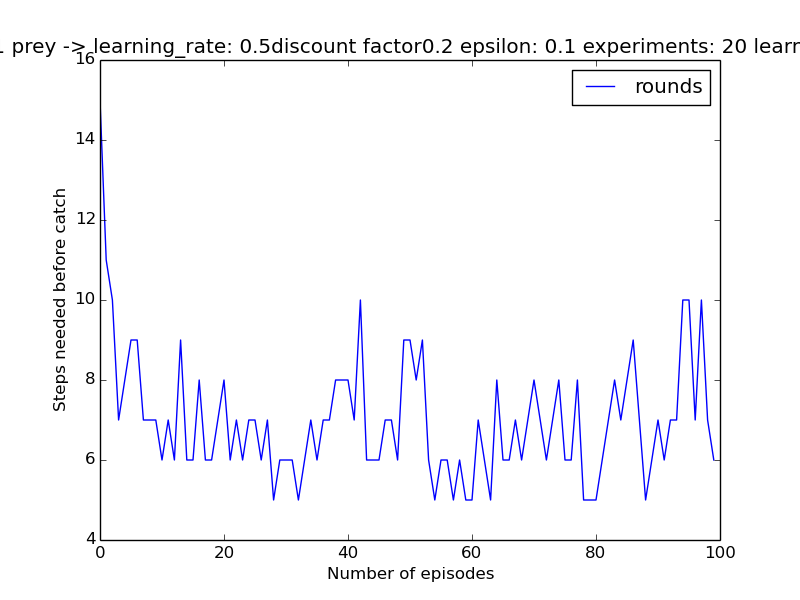 prey -> learning_rate: 0.5discount factor0.2 epsilon: 0.1 experiments: 20 learn
16
rounds
14
12
10
8
6
4
0 20 40 60 80 100
Steps needed before catch
Number of episodes